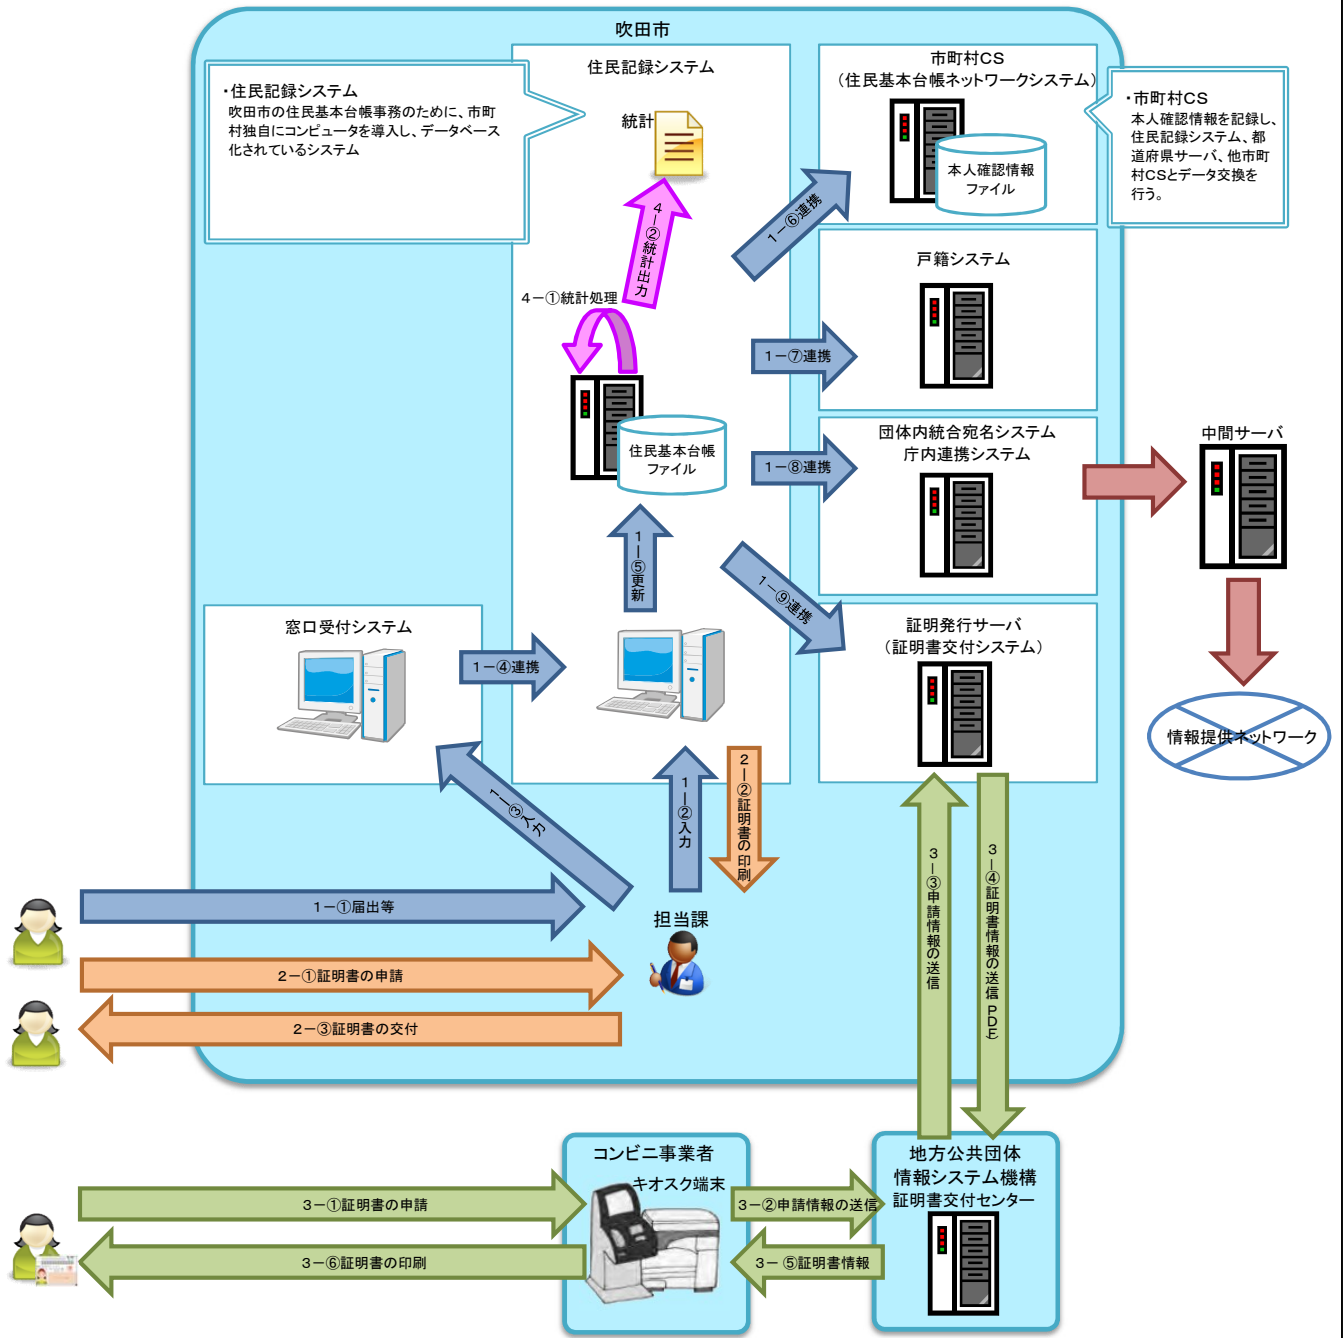 吹田市
・住民記録システム
吹田市の住民基本台帳事務のために、市町
村独自にコンピュータを導入し、データベース
化されているシステム
住民記録システム
統計
市町村CS
（住民基本台帳ネットワークシステム）
本人確認情報
ファイル
・市町村CS
本人確認情報を記録し、
住民記録システム、都
道府県サーバ、他市町
村CSとデータ交換を
行う。
4－②統計出力
1－⑥連携
戸籍システム
4－①統計処理
1－⑦連携
住民基本台帳
ファイル
1－⑧連携
団体内統合宛名システム
庁内連携システム
中間サーバ
1－⑤更新
1－⑨連携
証明発行サーバ
（証明書交付システム）
窓口受付システム
1－④連携
情報提供ネットワーク
1－③入力
1－②入力
2－②証明書の印刷
3－③申請情報の送信
3－④証明書情報の送信（PDF）
1－①届出等
担当課
2－①証明書の申請
2－③証明書の交付
コンビニ事業者
キオスク端末
地方公共団体
情報システム機構
証明書交付センター
3－①証明書の申請
3－②申請情報の送信
3－⑥証明書の印刷
3－⑤証明書情報